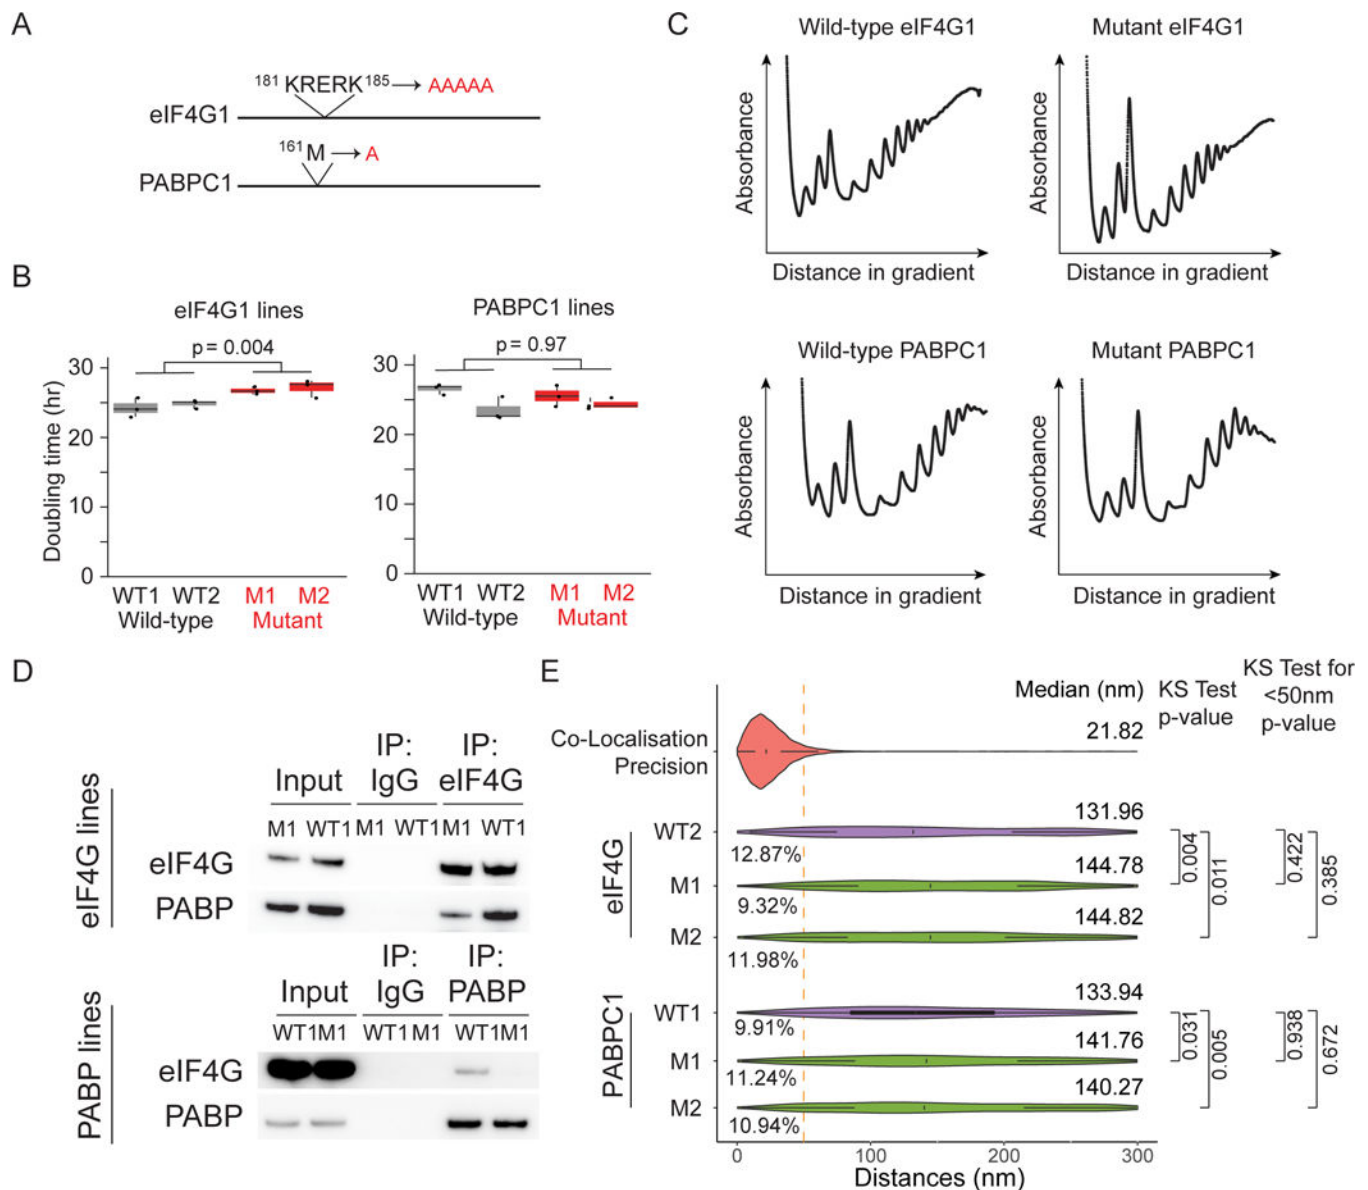 A
181 KRERK 185 → AAAAA
eIF4G1
161 M → A
PABPC1
B
eIF4G1 lines
p = 0.004
30
20
10
0
Doubling time (hr)
WT1 WT2 M1 M2
Wild-type Mutant
PABPC1 lines
p = 0.97
30
20
10
0
WT1 WT2 M1 M2
Wild-type Mutant
C
Wild-type eIF4G1
Absorbance
Distance in gradient
Mutant eIF4G1
Absorbance
Distance in gradient
Wild-type PABPC1
Absorbance
Distance in gradient
Mutant PABPC1
Absorbance
Distance in gradient
D
eIF4G lines
Input
IP:
IgG
IP:
eIF4G
M1 WT1 M1 WT1 M1 WT1
eIF4G
PABP
PABP lines
Input
IP:
IgG
IP:
PABP
WT1M1 WT1 M1 WT1M1
eIF4G
PABP
E
Median (nm)
KS Test
p-value
KS Test for
<50nm
p-value
Co-Localisation
Precision
21.82
eIF4G
WT2
131.96
12.87%
M1
144.78
9.32%
M2
144.82
11.98%
0.004
0.011
0.422
0.385
PABPC1
WT1
133.94
9.91%
M1
141.76
11.24%
M2
140.27
10.94%
0.031
0.005
0.938
0.672
0 100 200 300
Distances (nm)